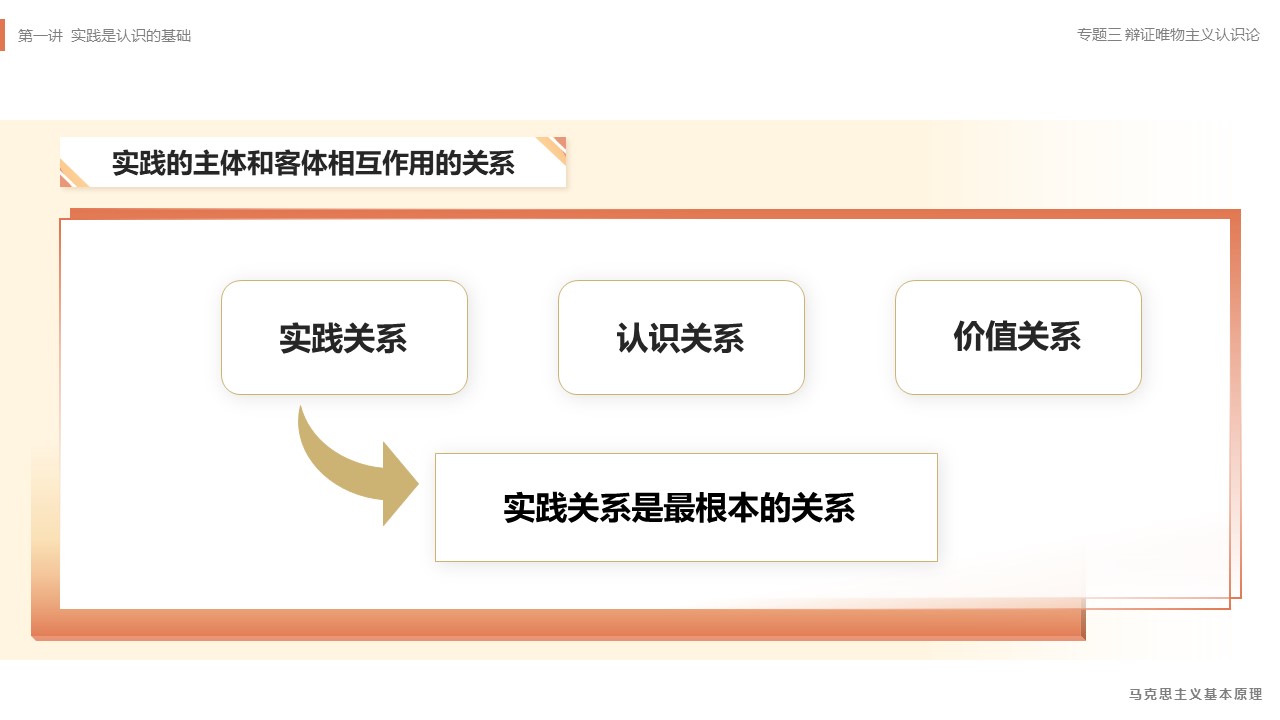 第一讲 实践是认识的基础
专题三 辩证唯物主义认识论
实践的主体和客体相互作用的关系
实践关系
认识关系
价值关系
实践关系是最根本的关系
马克思主义基本原理